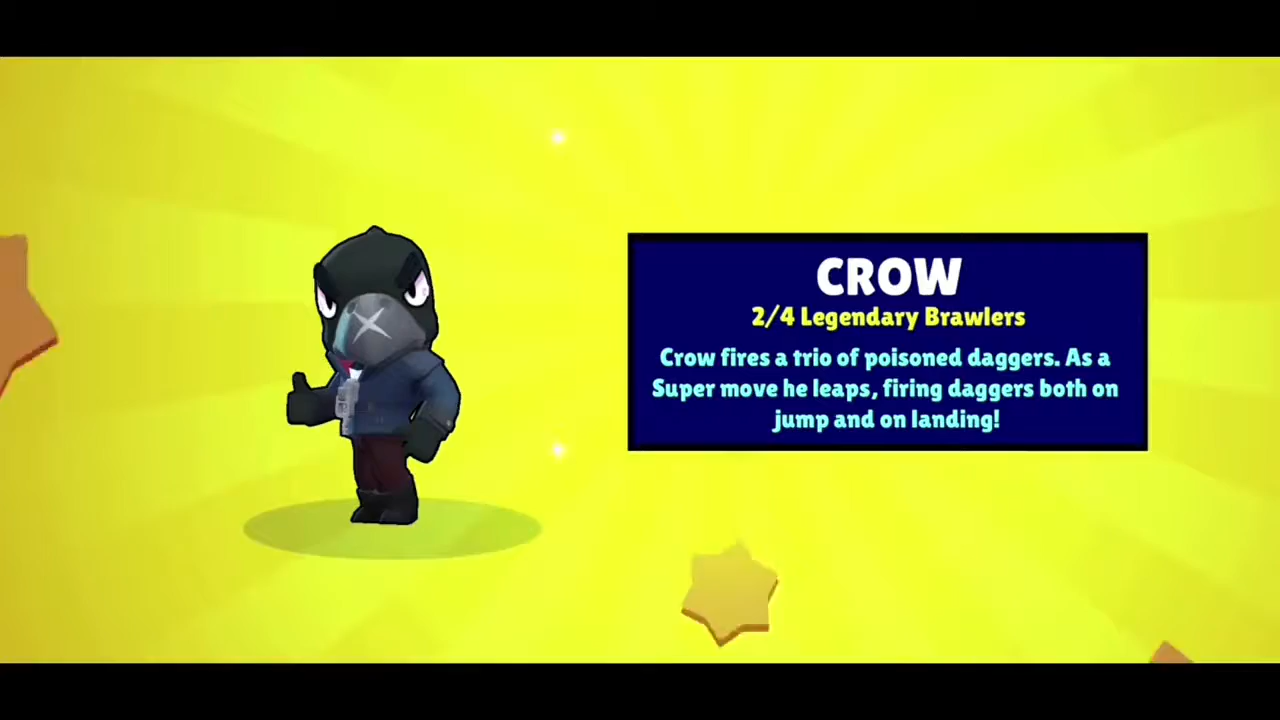 CROW
2/4 Legendary Brawlers
Crow fires a trio of poisoned daggers. As a
Super move he leaps, firing daggers both on
jump and on landing!